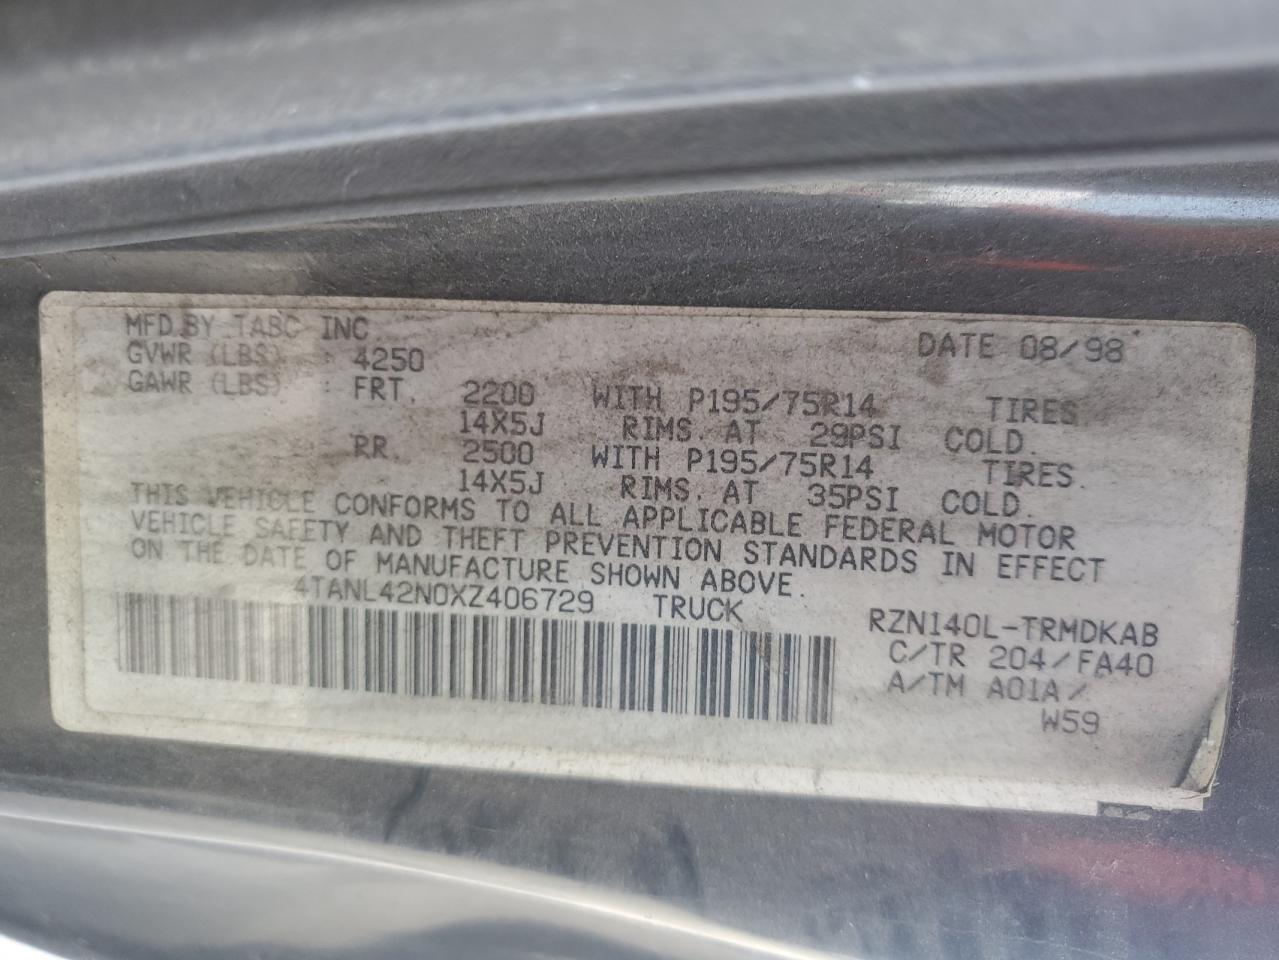 MFD.BY TABC INC. DATE 08/98
GVWR (LBS) : 4250
GAWR (LBS) : FRT. 2200 WITH P195/75R14 TIRES
14X5J RIMS. AT 29PSI COLD.
RR. 2500 WITH P195/75R14 TIRES.
14X5J RIMS. AT 35PSI COLD.
THIS VEHICLE CONFORMS TO ALL APPLICABLE FEDERAL MOTOR
VEHICLE SAFETY AND THEFT PREVENTION STANDARDS IN EFFECT
ON THE DATE OF MANUFACTURE SHOWN ABOVE.
4TANL42N0XZ406729 TRUCK RZN140L-TRMDKAB
C/TR 204/FA40
A/TM A01A/
W59